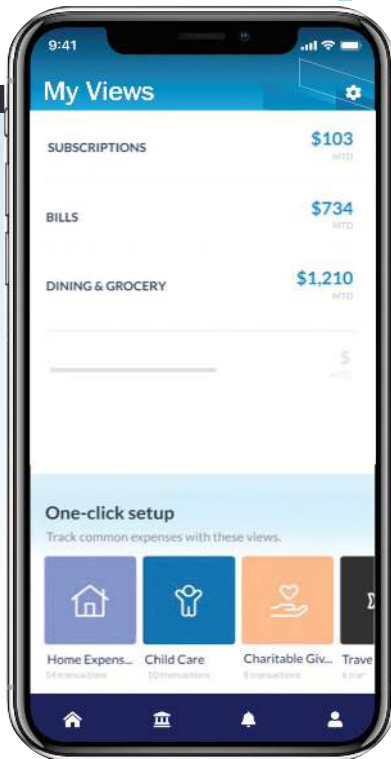 9:41
My Views
SUBSCRIPTIONS
$103
MTD
BILLS
$734
MTD
DINING & GROCERY
$1,210
MTD
$
MTD
One-click setup
Track common expenses with these views.
Home Expens... Child Care Charitable Giv... Trave
14 transactions 10 transactions 8 transactions